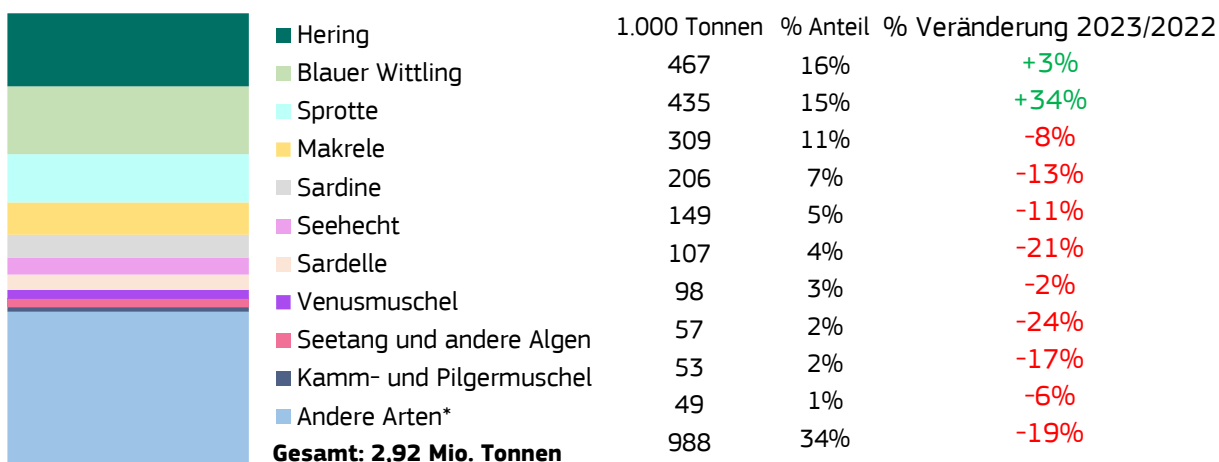 1.000 Tonnen % Anteil % Veränderung 2023/2022
Hering 467 16% +3%
Blauer Wittling 435 15% +34%
Sprotte 309 11% -8%
Makrele 206 7% -13%
Sardine 149 5% -11%
Seehecht 107 4% -21%
Sardelle 98 3% -2%
Venusmuschel 57 2% -24%
Seetang und andere Algen 53 2% -17%
Kamm- und Pilgermuschel 49 1% -6%
Andere Arten* 988 34% -19%
Gesamt: 2,92 Mio. Tonnen